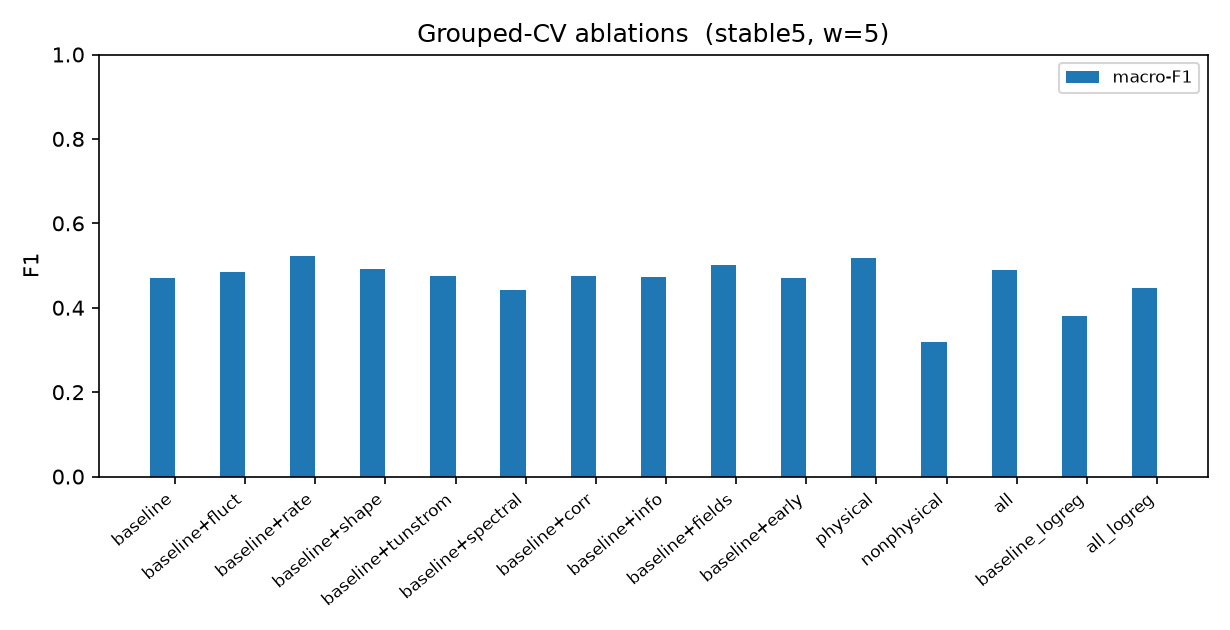 Grouped-CV ablations (stable5, w=5)
macro-F1
F1
1.0
0.8
0.6
0.4
0.2
0.0
baseline
baseline+fluct
baseline+rate
baseline+shape
baseline+tunstrom
baseline+spectral
baseline+corr
baseline+info
baseline+fields
baseline+early
physical
nonphysical
all
baseline_logreg
all_logreg